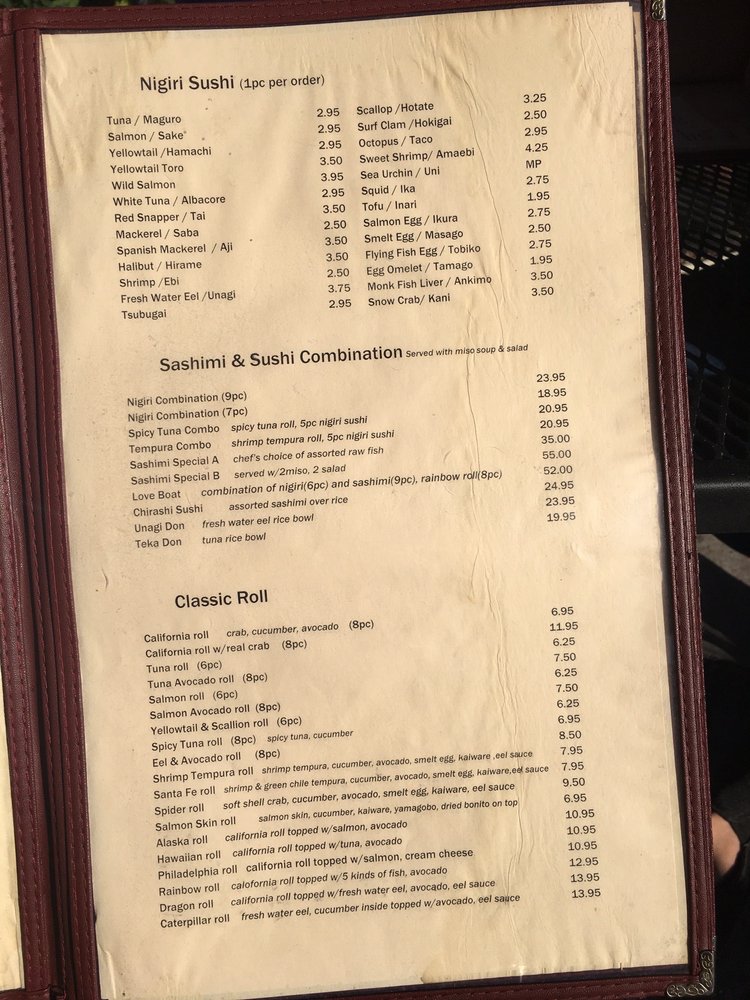 Nigiri Sushi (1pc per order)
Tuna / Maguro 2.95 Scallop /Hotate 3.25
Salmon / Sake 2.95 Surf Clam /Hokigai 2.50
Yellowtail /Hamachi 2.95 Octopus / Taco 2.95
Yellowtail Toro 3.50 Sweet Shrimp/ Amaebi 4.25
Wild Salmon 3.95 Sea Urchin / Uni MP
White Tuna / Albacore 2.95 Squid / Ika 2.75
Red Snapper / Tai 3.50 Tofu / Inari 1.95
Mackerel / Saba 2.50 Salmon Egg / Ikura 2.75
Spanish Mackerel / Aji 3.50 Smelt Egg / Masago 2.50
Halibut / Hirame 3.50 Flying Fish Egg / Tobiko 2.75
Shrimp /Ebi 2.50 Egg Omelet / Tamago 1.95
Fresh Water Eel /Unagi 3.75 Monk Fish Liver / Ankimo 3.50
Tsubugai 2.95 Snow Crab/ Kani 3.50
Sashimi & Sushi Combination Served with miso soup & salad
Nigiri Combination (9pc) 23.95
Nigiri Combination (7pc) 18.95
Spicy Tuna Combo spicy tuna roll, 5pc nigiri sushi 20.95
Tempura Combo shrimp tempura roll, 5pc nigiri sushi 20.95
Sashimi Special A chef's choice of assorted raw fish 35.00
Sashimi Special B served w/2miso, 2 salad 55.00
Love Boat combination of nigiri(6pc) and sashimi(9pc), rainbow roll(8pc) 52.00
Chirashi Sushi assorted sashimi over rice 24.95
Unagi Don fresh water eel rice bowl 23.95
Teka Don tuna rice bowl 19.95
Classic Roll
California roll crab, cucumber, avocado (8pc) 6.95
California roll w/real crab (8pc) 11.95
Tuna roll (6pc) 6.25
Tuna Avocado roll (8pc) 7.50
Salmon roll (6pc) 6.25
Salmon Avocado roll (8pc) 7.50
Yellowtail & Scallion roll (6pc) 6.25
Spicy Tuna roll (8pc) spicy tuna, cucumber 6.95
Eel & Avocado roll (8pc) 8.50
Shrimp Tempura roll shrimp tempura, cucumber, avocado, smelt egg, kaiware ,eel sauce 7.95
Santa Fe roll shrimp & green chile tempura, cucumber, avocado, smelt egg, kaiware,eel sauce 7.95
Spider roll soft shell crab, cucumber, avocado, smelt egg, kaiware, eel sauce 9.50
Salmon Skin roll salmon skin, cucumber, kaiware, yamagobo, dried bonito on top 6.95
Alaska roll california roll topped w/salmon, avocado 10.95
Hawaiian roll california roll topped w/tuna, avocado 10.95
Philadelphia roll california roll topped w/salmon, cream cheese 10.95
Rainbow roll calofornia roll topped w/5 kinds of fish, avocado 12.95
Dragon roll california roll topped w/fresh water eel, avocado, eel sauce 13.95
Caterpillar roll fresh water eel, cucumber inside topped w/avocado, eel sauce 13.95